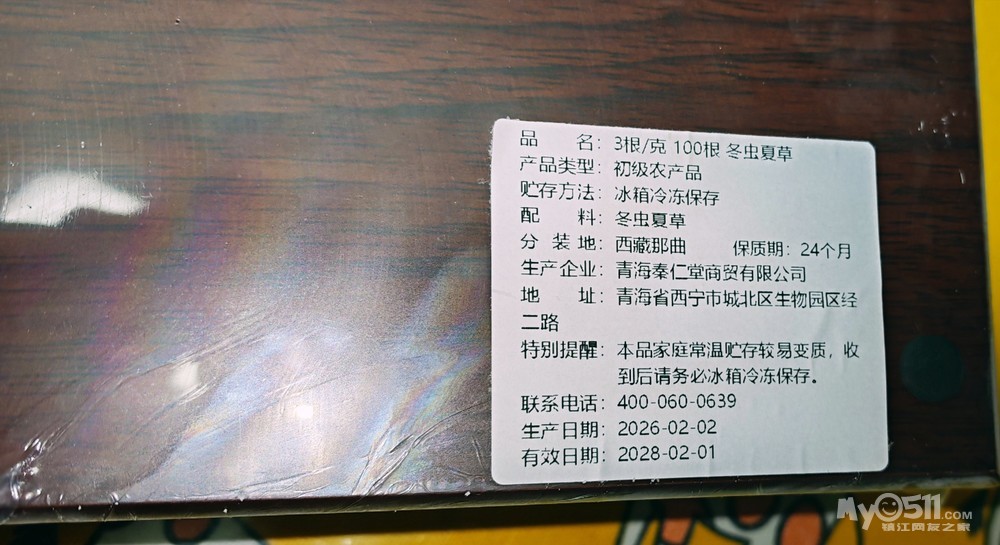 品　　名：3根/克 100根 冬虫夏草
产品类型：初级农产品
贮存方法：冰箱冷冻保存
配　　料：冬虫夏草
分 装 地：西藏那曲　　保质期：24个月
生产企业：青海秦仁堂商贸有限公司
地　　址：青海省西宁市城北区生物园区经
二路
特别提醒：本品家庭常温贮存较易变质，收
到后请务必冰箱冷冻保存。
联系电话：400-060-0639
生产日期：2026-02-02
有效日期：2028-02-01
My0511.COM
镇江网友之家